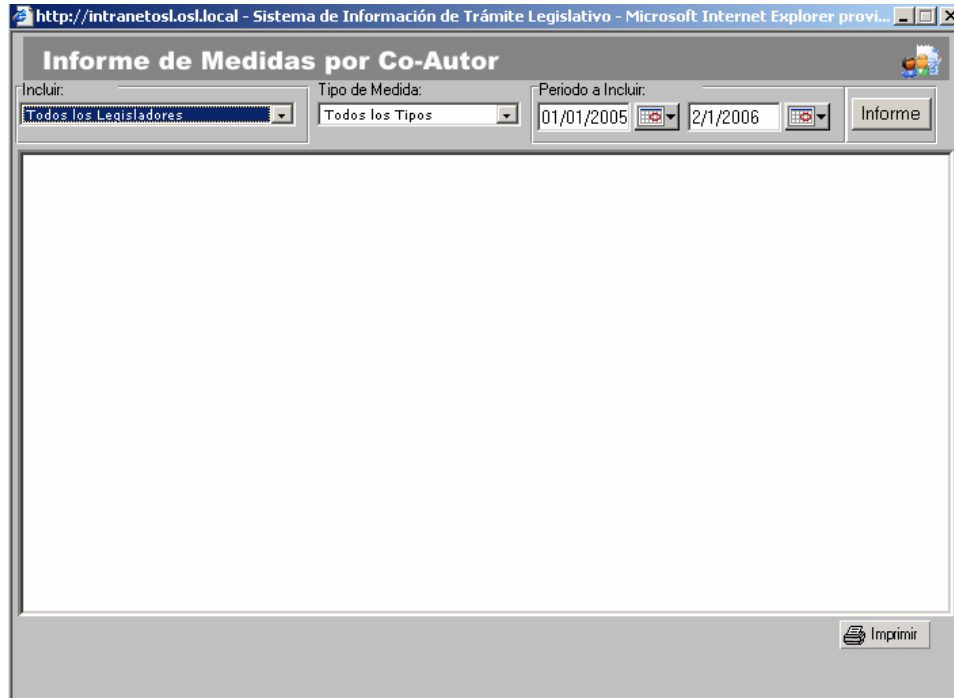 http://intranetosl.osl.local - Sistema de Información de Trámite Legislativo - Microsoft Internet Explorer provi...
Informe de Medidas por Co-Autor
Incluir: Tipo de Medida: Periodo a Incluir:
Todos los Legisladores Todos los Tipos 01/01/2005 2/1/2006 Informe
Imprimir